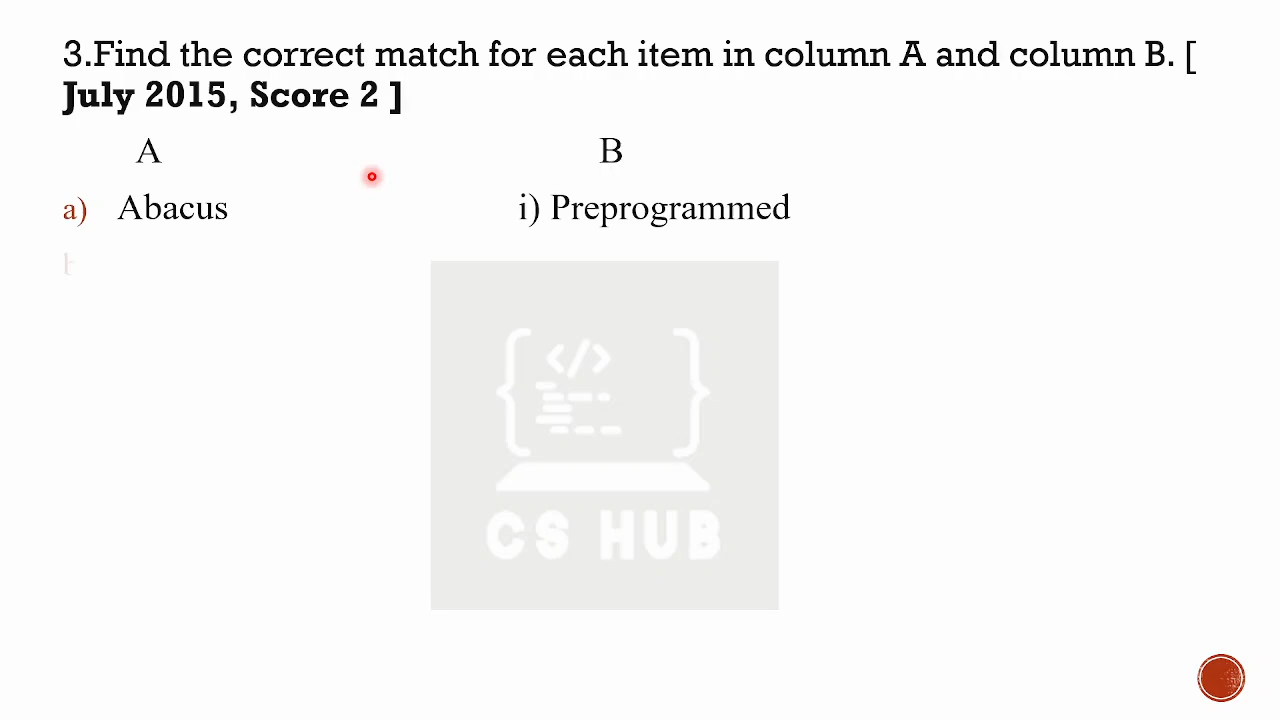 3.Find the correct match for each item in column A and column B. [
July 2015, Score 2 ]
A B
a) Abacus i) Preprogrammed
</>
CS HUB